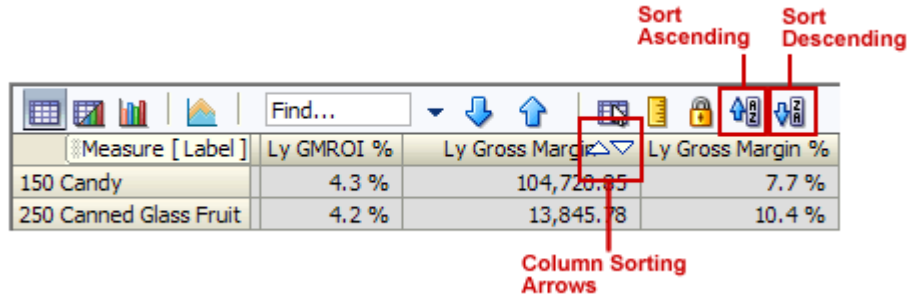 Sort Ascending
Sort Descending
Find...
Measure [ Label ] Ly GMROI % Ly Gross Margin Ly Gross Margin %
150 Candy 4.3 % 104,720.85 7.7 %
250 Canned Glass Fruit 4.2 % 13,845.78 10.4 %
Column Sorting
Arrows